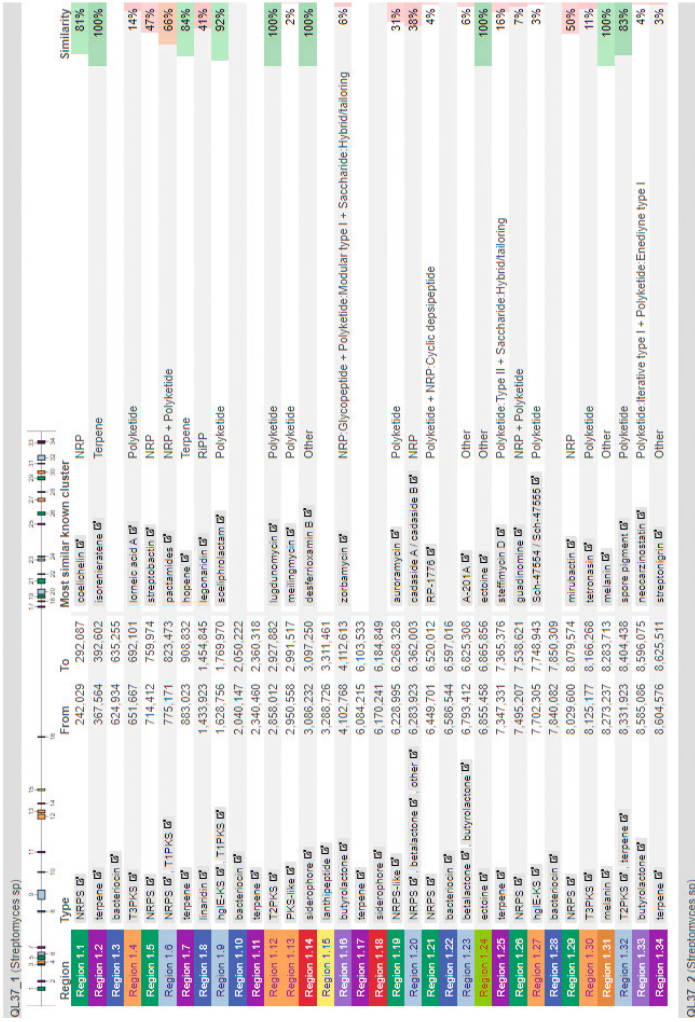 QL37_1 (Streptomyces sp)
Region Type From To Most similar known cluster Similarity
Region 1.1 NRPS 242,029 292,087 coelichelin NRP 81%
Region 1.2 terpene 367,564 392,602 isorenieratene Terpene 100%
Region 1.3 bacteriocin 624,934 635,255
Region 1.4 T3PKS 651,667 692,101 lorneic acid A Polyketide 14%
Region 1.5 NRPS 714,412 759,974 streptobactin NRP 47%
Region 1.6 NRPS , T1PKS 775,171 823,473 pactamides NRP + Polyketide 66%
Region 1.7 terpene 883,023 908,832 hopene Terpene 84%
Region 1.8 linaridin 1,433,923 1,454,845 legonaridin RiPP 41%
Region 1.9 hglE-KS , T1PKS 1,628,756 1,769,970 sceliphrolactam Polyketide 92%
Region 1.10 bacteriocin 2,040,147 2,050,222
Region 1.11 terpene 2,340,460 2,360,318
Region 1.12 T2PKS 2,858,012 2,927,882 lugdunomycin Polyketide 100%
Region 1.13 PKS-like 2,950,558 2,991,517 meilingmycin Polyketide 2%
Region 1.14 siderophore 3,086,232 3,097,250 desferrioxamin B Other 100%
Region 1.15 lanthipeptide 3,288,726 3,311,461
Region 1.16 butyrolactone 4,102,768 4,112,613 zorbamycin NRP:Glycopeptide + Polyketide:Modular type I + Saccharide:Hybrid/tailoring 6%
Region 1.17 terpene 6,084,215 6,103,533
Region 1.18 siderophore 6,170,241 6,184,849
Region 1.19 NRPS-like 6,228,995 6,268,328 auroramycin Polyketide 31%
Region 1.20 NRPS , betalactone , other 6,283,923 6,362,003 cadaside A / cadaside B NRP 38%
Region 1.21 NRPS 6,449,701 6,520,012 RP-1776 Polyketide + NRP:Cyclic depsipeptide 4%
Region 1.22 bacteriocin 6,586,544 6,597,016
Region 1.23 betalactone , butyrolactone 6,793,412 6,825,308 A-201A Other 6%
Region 1.24 ectoine 6,855,458 6,865,856 ectoine Other 100%
Region 1.25 terpene 7,347,331 7,365,376 steffimycin D Polyketide:Type II + Saccharide:Hybrid/tailoring 16%
Region 1.26 NRPS 7,495,207 7,538,621 guadinomine NRP + Polyketide 7%
Region 1.27 hglE-KS 7,702,305 7,748,943 Sch-47554 / Sch-47555 Polyketide 3%
Region 1.28 bacteriocin 7,840,082 7,850,309
Region 1.29 NRPS 8,029,600 8,079,574 mirubactin NRP 50%
Region 1.30 T3PKS 8,125,177 8,166,268 tetronasin Polyketide 11%
Region 1.31 melanin 8,273,237 8,283,713 melanin Other 100%
Region 1.32 T2PKS , terpene 8,331,923 8,404,438 spore pigment Polyketide 83%
Region 1.33 butyrolactone 8,585,086 8,596,075 neocarzinostatin Polyketide:Iterative type I + Polyketide:Enediyne type I 4%
Region 1.34 terpene 8,604,576 8,625,511 streptonigrin Other 3%
QL37_2 (Streptomyces sp)